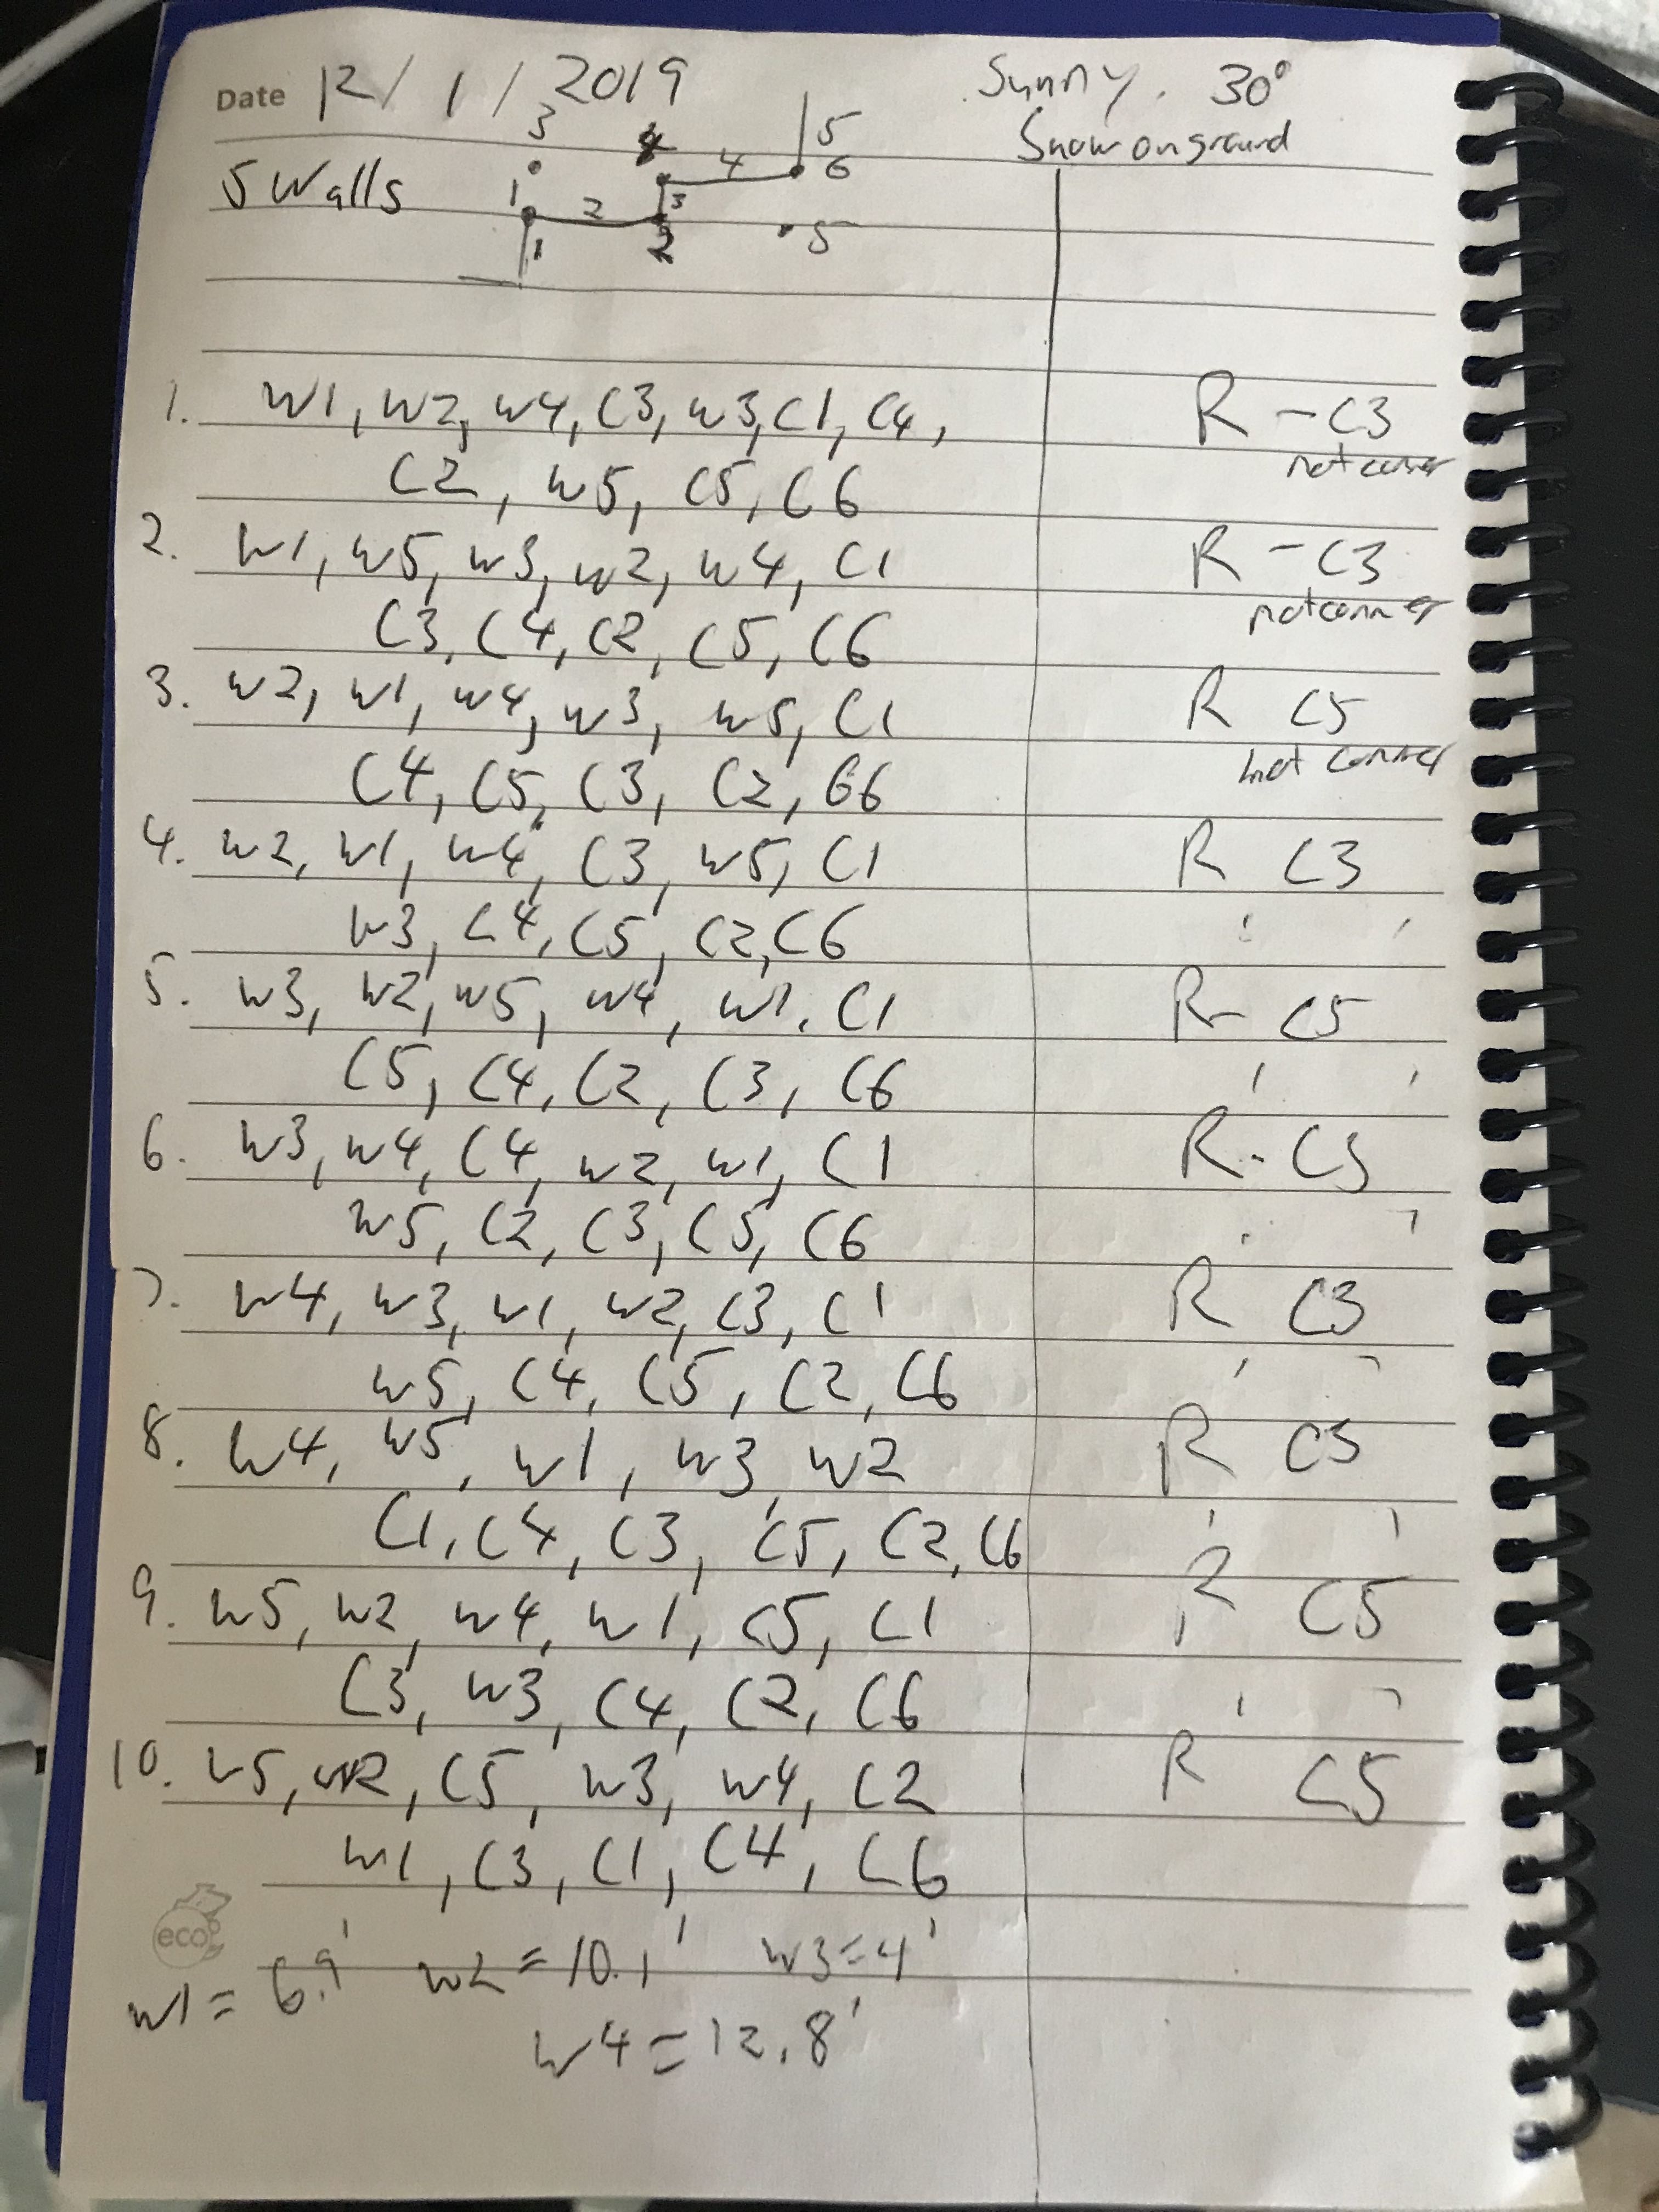 Date 12/1/2019 Sunny. 30°
Snow on ground
3 4 4 5
5 Walls 1 2 3 6
1 2 5
1. W1, W2, W4, C3, W3, C1, C4, R - C3
not corner
C2, W5, C5, C6
2. W1, W5, W3, W2, W4, C1 R - C3
not corner
C3, C4, C2, C5, C6
3. W2, W1, W4, W3, W5, C1 R C5
not corner
C4, C5, C3, C2, C6
4. W2, W1, W4, C3, W5, C1 R C3
W3, C4, C5, C2, C6 ' '
5. W3, W2, W5, W4, W1, C1 R- C5
C5, C4, C2, C3, C6 ' '
6. W3, W4, C4, W2, W1, C1 R- C5
W5, C2, C3, C5, C6 ' '
7. W4, W3, W1, W2, C3, C1 R C3
W5, C4, C5, C2, C6 ' '
8. W4, W5, W1, W3, W2 R C5
C1, C4, C3, C5, C2, C6 ' '
9. W5, W2, W4, W1, C5, C1 R C5
C3, W3, C4, C2, C6 ' '
10. W5, W2, C5, W3, W4, C2 R C5
W1, C3, C1, C4, C6
eco
W1 = 6.9' W2 = 10.1' W3 = 4'
W4 = 12.8'